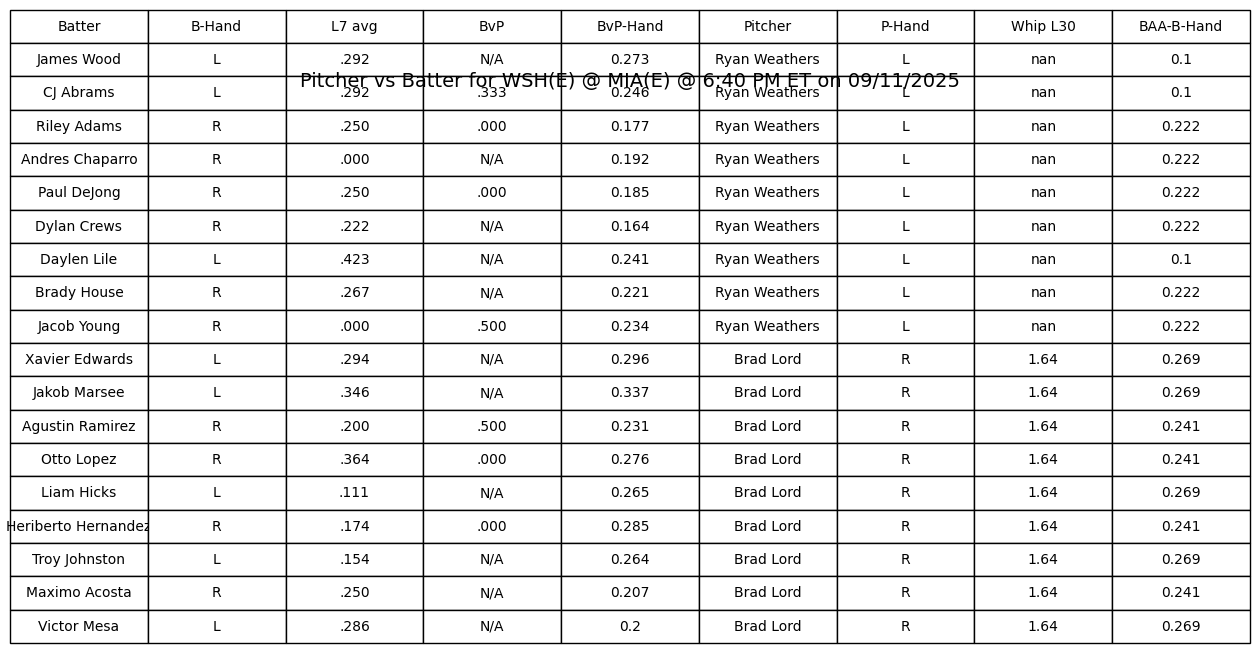 Batter B-Hand L7 avg BvP BvP-Hand Pitcher P-Hand Whip L30 BAA-B-Hand
James Wood L .292 N/A 0.273 Ryan Weathers L nan 0.1
Pitcher vs Batter for WSH(E) @ MIA(E) @ 6:40 PM ET on 09/11/2025
CJ Abrams L .292 .333 0.246 Ryan Weathers L nan 0.1
Riley Adams R .250 .000 0.177 Ryan Weathers L nan 0.222
Andres Chaparro R .000 N/A 0.192 Ryan Weathers L nan 0.222
Paul DeJong R .250 .000 0.185 Ryan Weathers L nan 0.222
Dylan Crews R .222 N/A 0.164 Ryan Weathers L nan 0.222
Daylen Lile L .423 N/A 0.241 Ryan Weathers L nan 0.1
Brady House R .267 N/A 0.221 Ryan Weathers L nan 0.222
Jacob Young R .000 .500 0.234 Ryan Weathers L nan 0.222
Xavier Edwards L .294 N/A 0.296 Brad Lord R 1.64 0.269
Jakob Marsee L .346 N/A 0.337 Brad Lord R 1.64 0.269
Agustin Ramirez R .200 .500 0.231 Brad Lord R 1.64 0.241
Otto Lopez R .364 .000 0.276 Brad Lord R 1.64 0.241
Liam Hicks L .111 N/A 0.265 Brad Lord R 1.64 0.269
Heriberto Hernandez R .174 .000 0.285 Brad Lord R 1.64 0.241
Troy Johnston L .154 N/A 0.264 Brad Lord R 1.64 0.269
Maximo Acosta R .250 N/A 0.207 Brad Lord R 1.64 0.241
Victor Mesa L .286 N/A 0.2 Brad Lord R 1.64 0.269